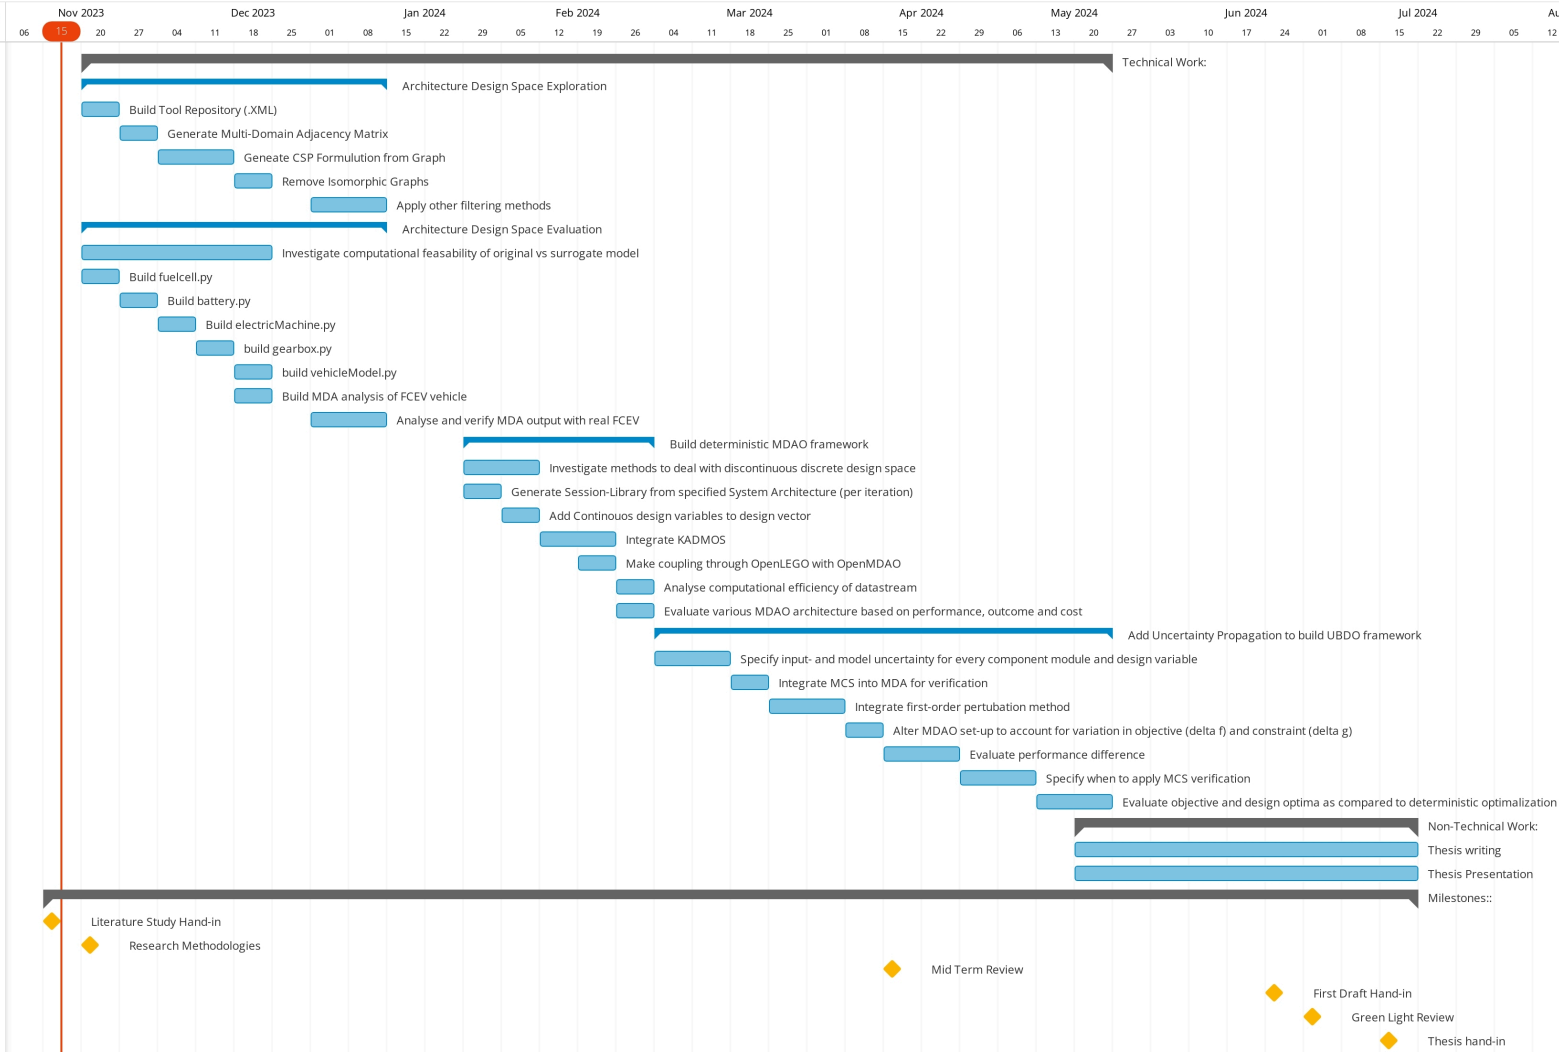 Nov 2023 Dec 2023 Jan 2024 Feb 2024 Mar 2024 Apr 2024 May 2024 Jun 2024 Jul 2024 Au
06 15 20 27 04 11 18 25 01 08 15 22 29 05 12 19 26 04 11 18 25 01 08 15 22 29 06 13 20 27 03 10 17 24 01 08 15 22 29 05 12
Technical Work:
Architecture Design Space Exploration
Build Tool Repository (.XML)
Generate Multi-Domain Adjacency Matrix
Geneate CSP Formulution from Graph
Remove Isomorphic Graphs
Apply other filtering methods
Architecture Design Space Evaluation
Investigate computational feasability of original vs surrogate model
Build fuelcell.py
Build battery.py
Build electricMachine.py
build gearbox.py
build vehicleModel.py
Build MDA analysis of FCEV vehicle
Analyse and verify MDA output with real FCEV
Build deterministic MDAO framework
Investigate methods to deal with discontinuous discrete design space
Generate Session-Library from specified System Architecture (per iteration)
Add Continouos design variables to design vector
Integrate KADMOS
Make coupling through OpenLEGO with OpenMDAO
Analyse computational efficiency of datastream
Evaluate various MDAO architecture based on performance, outcome and cost
Add Uncertainty Propagation to build UBDO framework
Specify input- and model uncertainty for every component module and design variable
Integrate MCS into MDA for verification
Integrate first-order pertubation method
Alter MDAO set-up to account for variation in objective (delta f) and constraint (delta g)
Evaluate performance difference
Specify when to apply MCS verification
Evaluate objective and design optima as compared to deterministic optimalization
Non-Technical Work:
Thesis writing
Thesis Presentation
Milestones::
Literature Study Hand-in
Research Methodologies
Mid Term Review
First Draft Hand-in
Green Light Review
Thesis hand-in